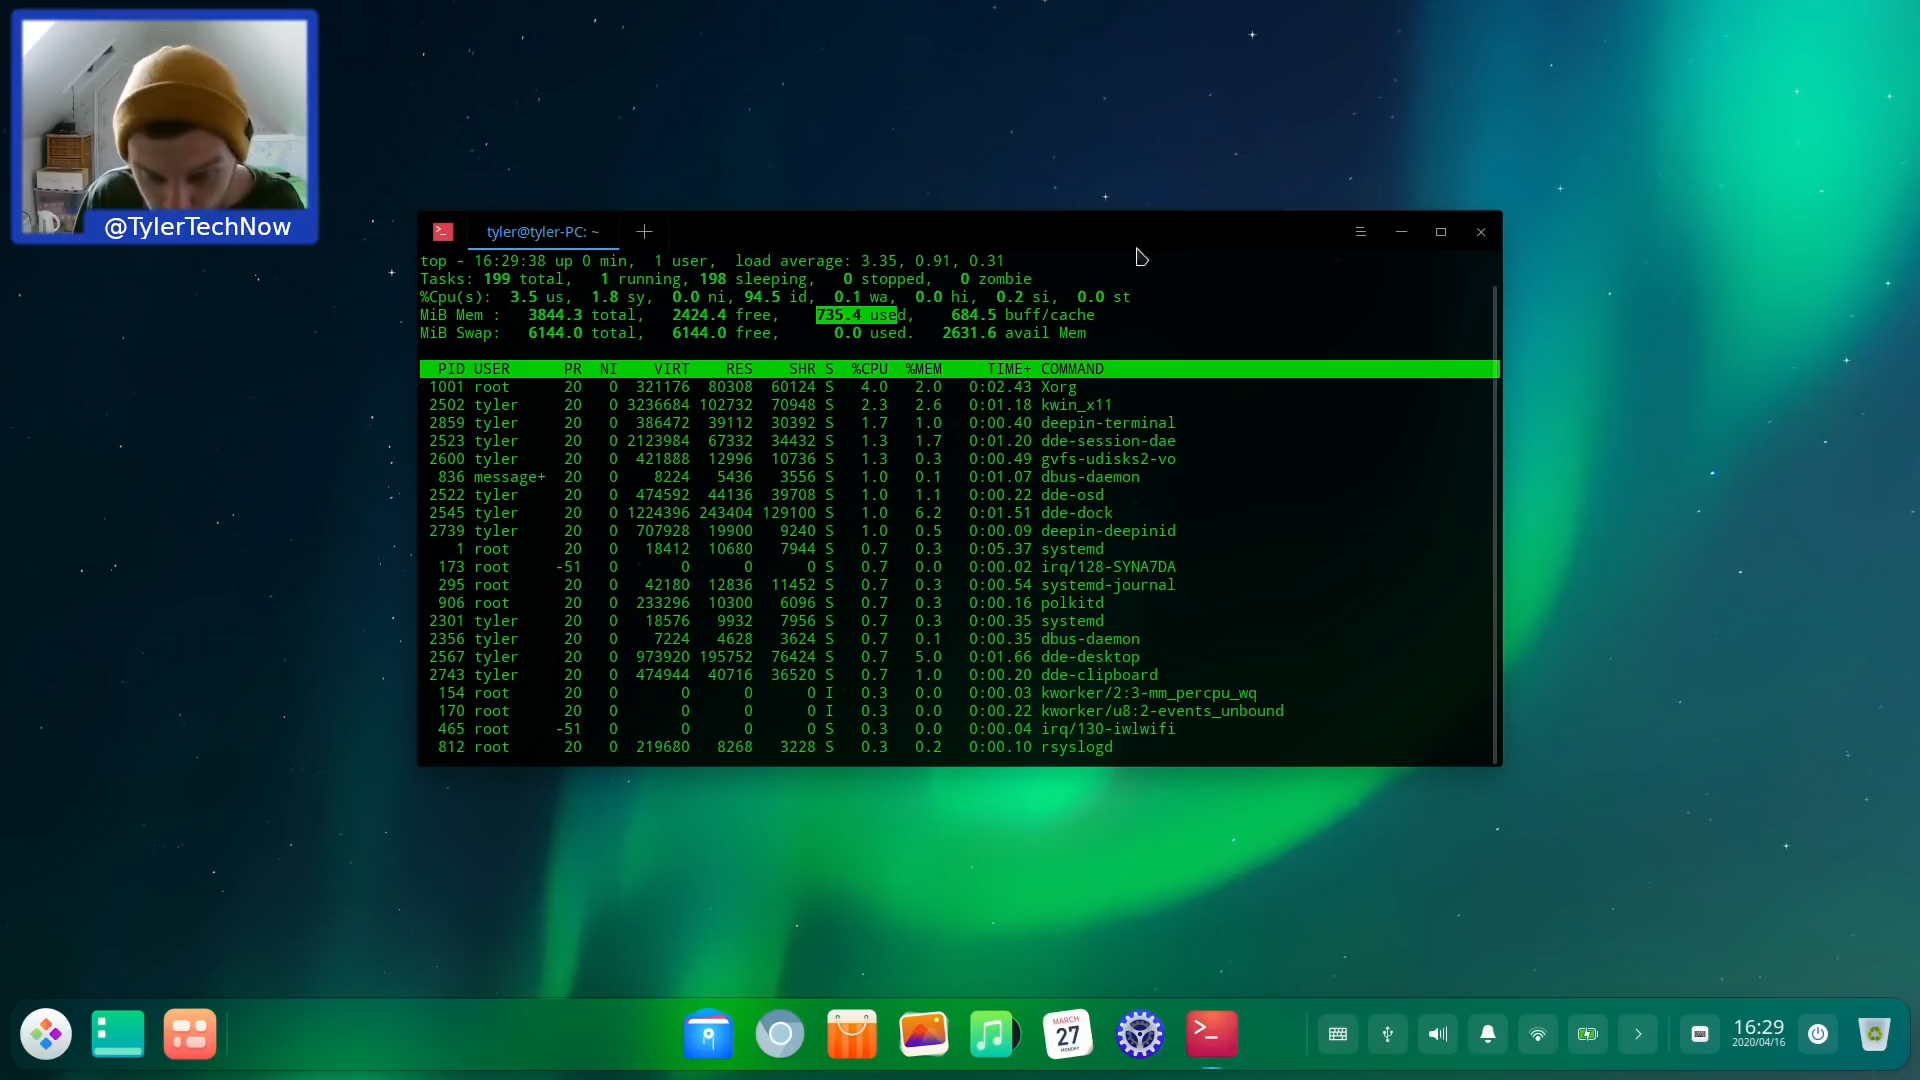 @TylerTechNow
tyler@tyler-PC: ~
top - 16:29:38 up 0 min,  1 user,  load average: 3.35, 0.91, 0.31
Tasks: 199 total,   1 running, 198 sleeping,   0 stopped,   0 zombie
%Cpu(s):  3.5 us,  1.8 sy,  0.0 ni, 94.5 id,  0.1 wa,  0.0 hi,  0.2 si,  0.0 st
MiB Mem :   3844.3 total,   2424.4 free,    735.4 used,    684.5 buff/cache
MiB Swap:   6144.0 total,   6144.0 free,      0.0 used.   2631.6 avail Mem
PID USER      PR  NI    VIRT    RES    SHR S  %CPU  %MEM     TIME+ COMMAND
1001 root      20   0  321176  80308  60124 S   4.0   2.0   0:02.43 Xorg
2502 tyler     20   0 3236684 102732  70948 S   2.3   2.6   0:01.18 kwin_x11
2859 tyler     20   0  386472  39112  30392 S   1.7   1.0   0:00.40 deepin-terminal
2523 tyler     20   0 2123984  67332  34432 S   1.3   1.7   0:01.20 dde-session-dae
2600 tyler     20   0  421888  12996  10736 S   1.3   0.3   0:00.49 gvfs-udisks2-vo
836 message+  20   0    8224   5436   3556 S   1.0   0.1   0:01.07 dbus-daemon
2522 tyler     20   0  474592  44136  39708 S   1.0   1.1   0:00.22 dde-osd
2545 tyler     20   0 1224396 243404 129100 S   1.0   6.2   0:01.51 dde-dock
2739 tyler     20   0  707928  19900   9240 S   1.0   0.5   0:00.09 deepin-deepinid
1 root      20   0   18412  10680   7944 S   0.7   0.3   0:05.37 systemd
173 root     -51   0       0      0      0 S   0.7   0.0   0:00.02 irq/128-SYNA7DA
295 root      20   0   42180  12836  11452 S   0.7   0.3   0:00.54 systemd-journal
906 root      20   0  233296  10300   6096 S   0.7   0.3   0:00.16 polkitd
2301 tyler     20   0   18576   9932   7956 S   0.7   0.3   0:00.35 systemd
2356 tyler     20   0    7224   4628   3624 S   0.7   0.1   0:00.35 dbus-daemon
2567 tyler     20   0  973920 195752  76424 S   0.7   5.0   0:01.66 dde-desktop
2743 tyler     20   0  474944  40716  36520 S   0.7   1.0   0:00.20 dde-clipboard
154 root      20   0       0      0      0 I   0.3   0.0   0:00.03 kworker/2:3-mm_percpu_wq
170 root      20   0       0      0      0 I   0.3   0.0   0:00.22 kworker/u8:2-events_unbound
465 root     -51   0       0      0      0 S   0.3   0.0   0:00.04 irq/130-iwlwifi
812 root      20   0  219680   8268   3228 S   0.3   0.2   0:00.10 rsyslogd
MARCH
27
MONDAY
16:29
2020/04/16